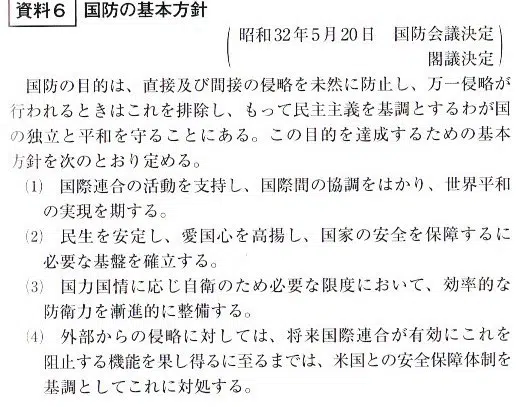 資料6 国防の基本方針
(昭和32年5月20日 国防会議決定
閣議決定)
国防の目的は、直接及び間接の侵略を未然に防止し、万一侵略が
行われるときはこれを排除し、もって民主主義を基調とするわが国
の独立と平和を守ることにある。この目的を達成するための基本
方針を次のとおり定める。
(1) 国際連合の活動を支持し、国際間の協調をはかり、世界平和
の実現を期する。
(2) 民生を安定し、愛国心を高揚し、国家の安全を保障するに
必要な基盤を確立する。
(3) 国力国情に応じ自衛のため必要な限度において、効率的な
防衛力を漸進的に整備する。
(4) 外部からの侵略に対しては、将来国際連合が有効にこれを
阻止する機能を果し得るに至るまでは、米国との安全保障体制を
基調としてこれに対処する。